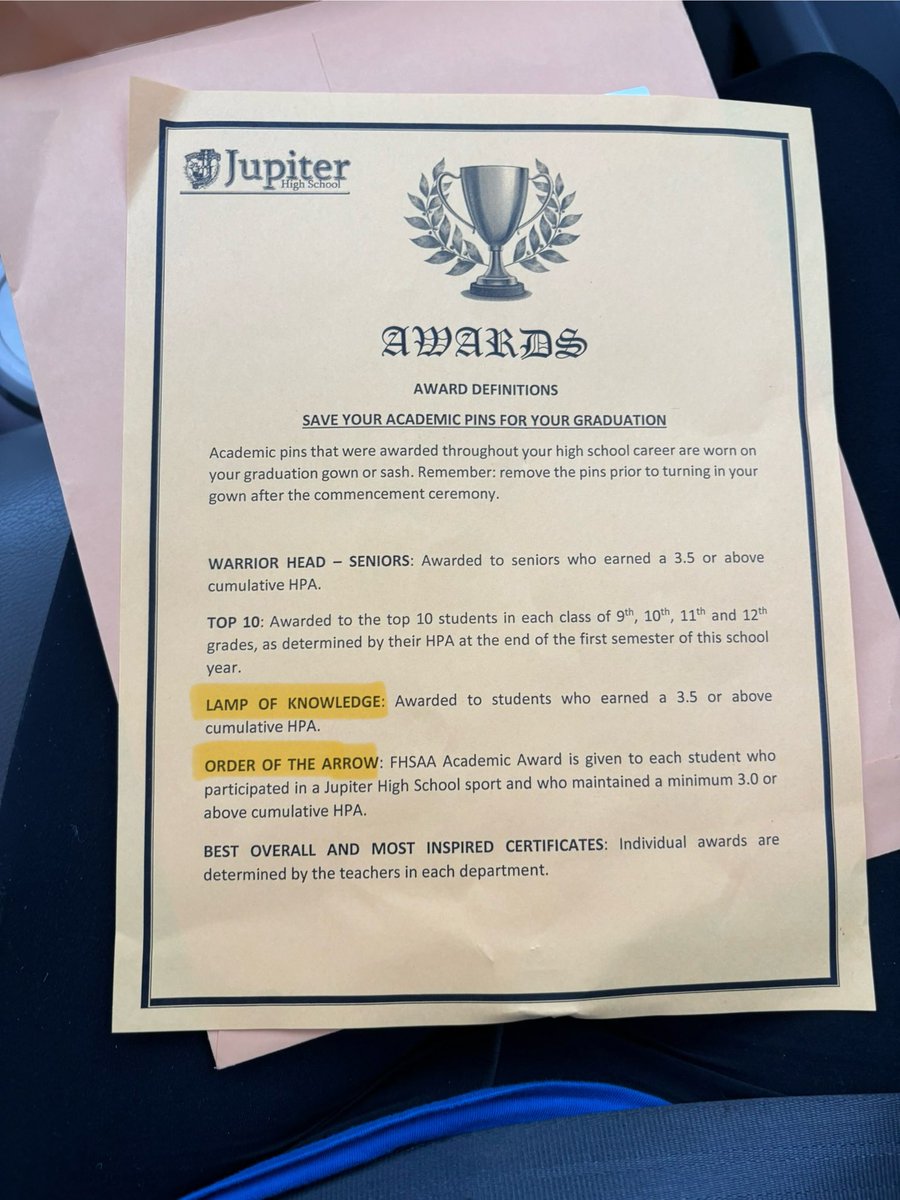 Jupiter
High School
AWARDS
AWARD DEFINITIONS
SAVE YOUR ACADEMIC PINS FOR YOUR GRADUATION
Academic pins that were awarded throughout your high school career are worn on
your graduation gown or sash. Remember: remove the pins prior to turning in your
gown after the commencement ceremony.
WARRIOR HEAD – SENIORS: Awarded to seniors who earned a 3.5 or above
cumulative HPA.
TOP 10: Awarded to the top 10 students in each class of 9th, 10th, 11th and 12th
grades, as determined by their HPA at the end of the first semester of this school
year.
LAMP OF KNOWLEDGE: Awarded to students who earned a 3.5 or above
cumulative HPA.
ORDER OF THE ARROW: FHSAA Academic Award is given to each student who
participated in a Jupiter High School sport and who maintained a minimum 3.0 or
above cumulative HPA.
BEST OVERALL AND MOST INSPIRED CERTIFICATES: Individual awards are
determined by the teachers in each department.